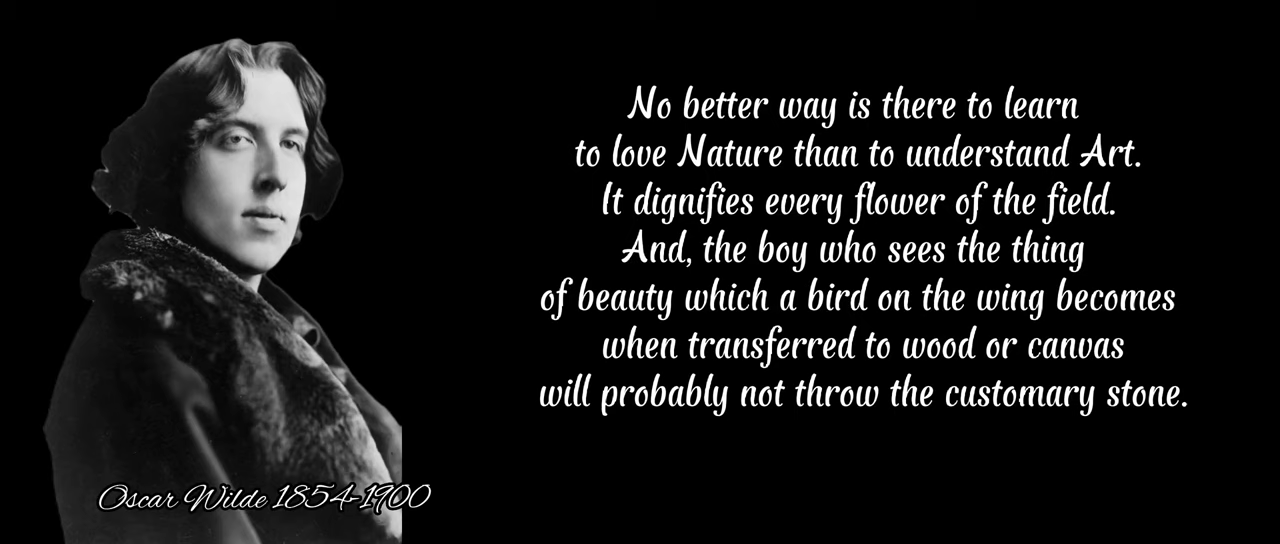 No better way is there to learn
to love Nature than to understand Art.
It dignifies every flower of the field.
And, the boy who sees the thing
of beauty which a bird on the wing becomes
when transferred to wood or canvas
will probably not throw the customary stone.
Oscar Wilde 1854-1900